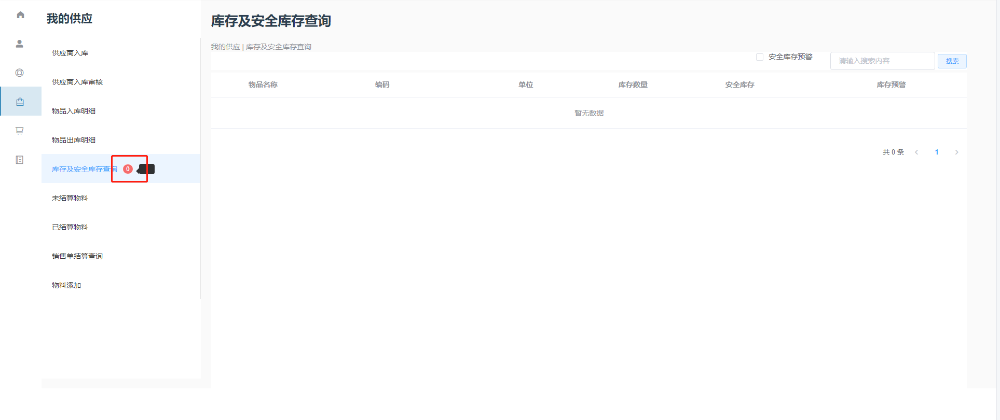 我的供应
供应商入库
供应商入库审核
物品入库明细
物品出库明细
库存及安全库存查询 0
未结算物料
已结算物料
销售单结算查询
物料添加
库存及安全库存查询
我的供应 | 库存及安全库存查询
安全库存预警 请输入搜索内容 搜索
物品名称 编码 单位 库存数量 安全库存 库存预警
暂无数据
共 0 条 1